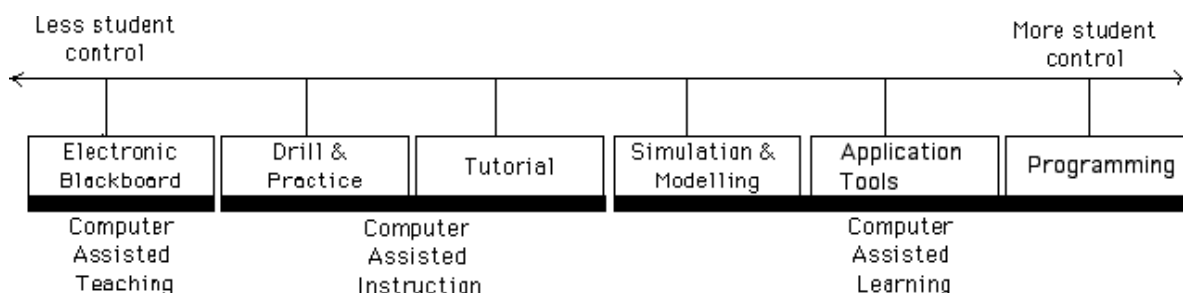 Less student
control
More student
control
Electronic
Blackboard
Drill &
Practice
Tutorial
Simulation &
Modelling
Application
Tools
Programming
Computer
Assisted
Teaching
Computer
Assisted
Instruction
Computer
Assisted
Learning